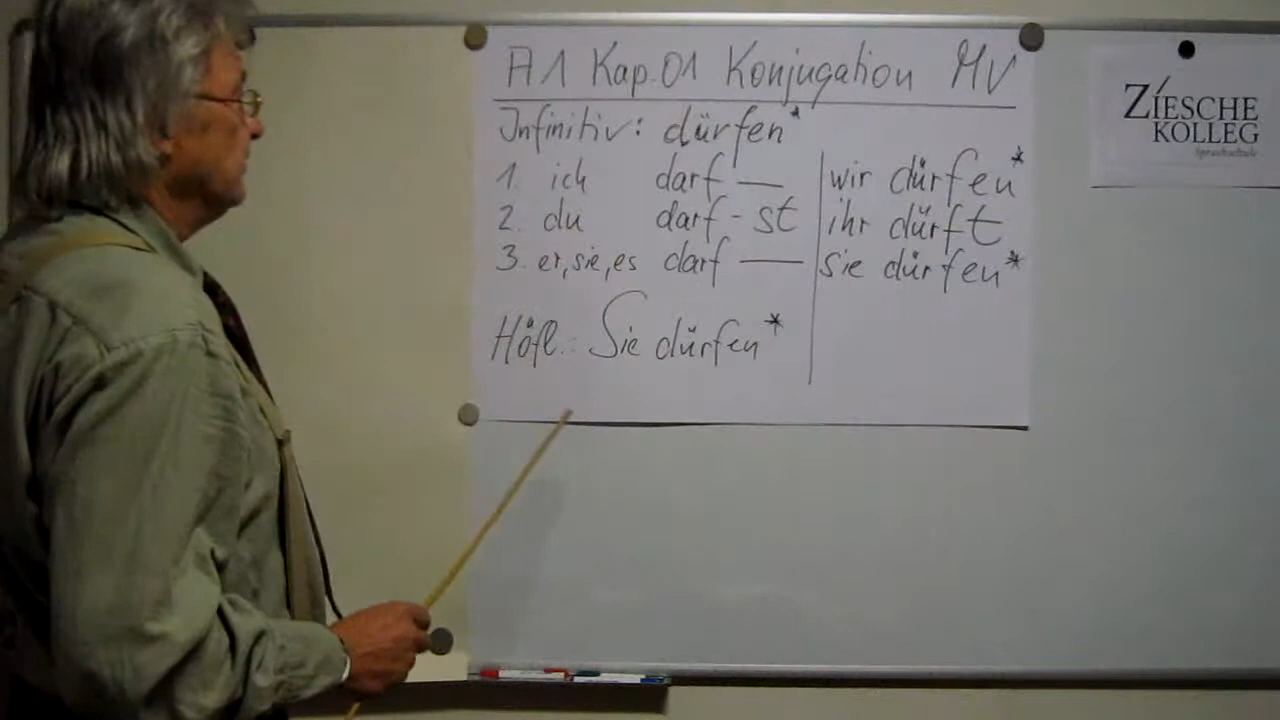 A1 Kap.01 Konjugation MV
Infinitiv: dürfen*
1. ich darf — wir dürfen*
2. du darf - st ihr dürft
3. er, sie, es darf — sie dürfen*
Höfl.: Sie dürfen*
ZIESCHE
KOLLEG
Sprachschule